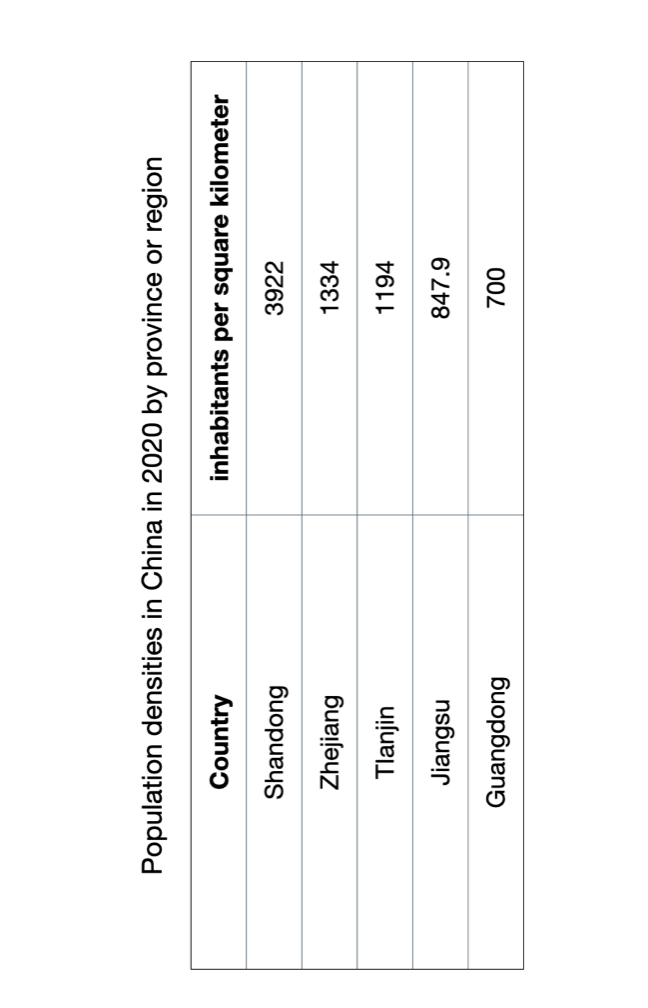 Population densities in China in 2020 by province or region
Country inhabitants per square kilometer
Shandong 3922
Zhejiang 1334
TIanjin 1194
Jiangsu 847.9
Guangdong 700